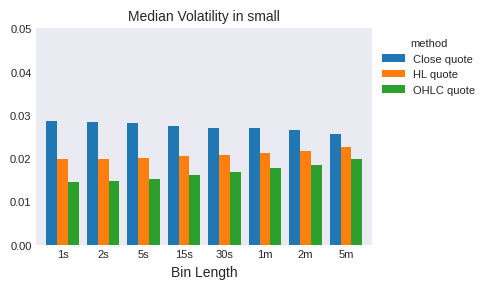 Median Volatility in small
0.05
0.04
0.03
0.02
0.01
0.00
1s 2s 5s 15s 30s 1m 2m 5m
Bin Length
method
Close quote
HL quote
OHLC quote